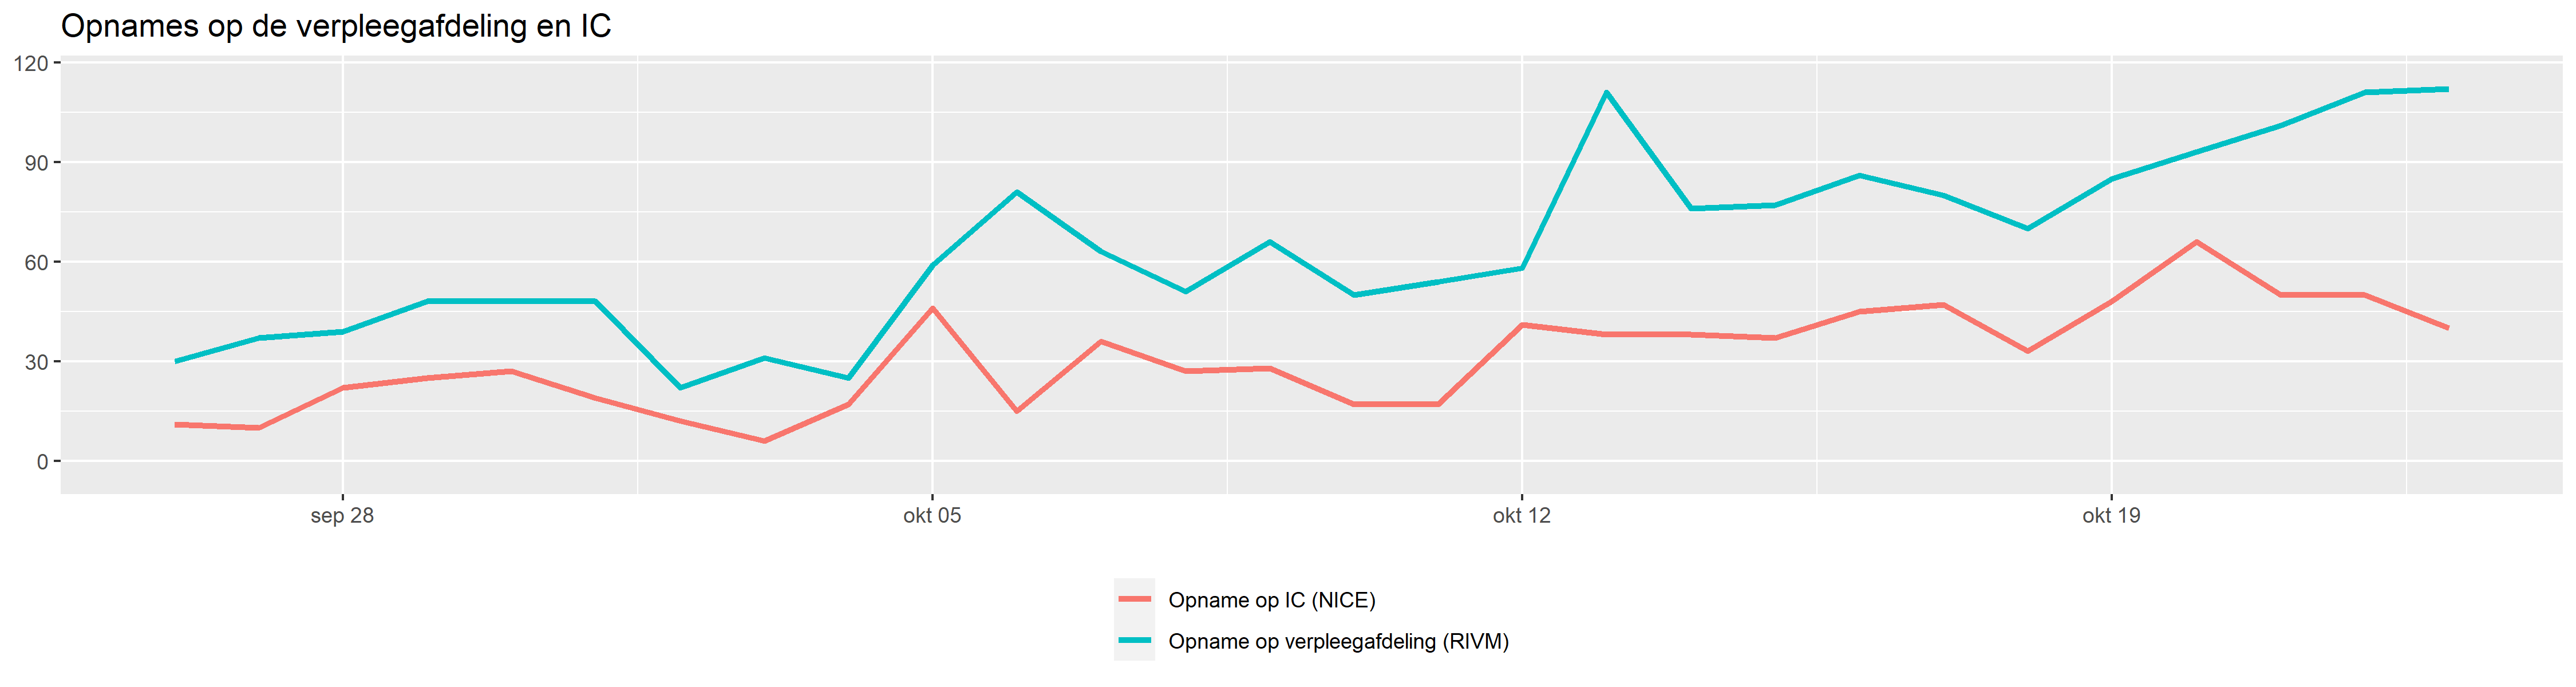 Opnames op de verpleegafdeling en IC
120
90
60
30
0
sep 28
okt 05
okt 12
okt 19
Opname op IC (NICE)
Opname op verpleegafdeling (RIVM)